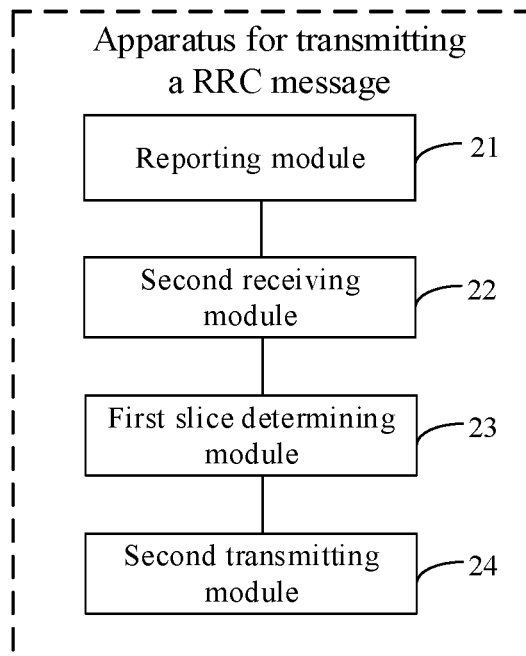 Apparatus for transmitting
a RRC message
Reporting module
21
Second receiving
module
22
First slice determining
module
23
Second transmitting
module
24